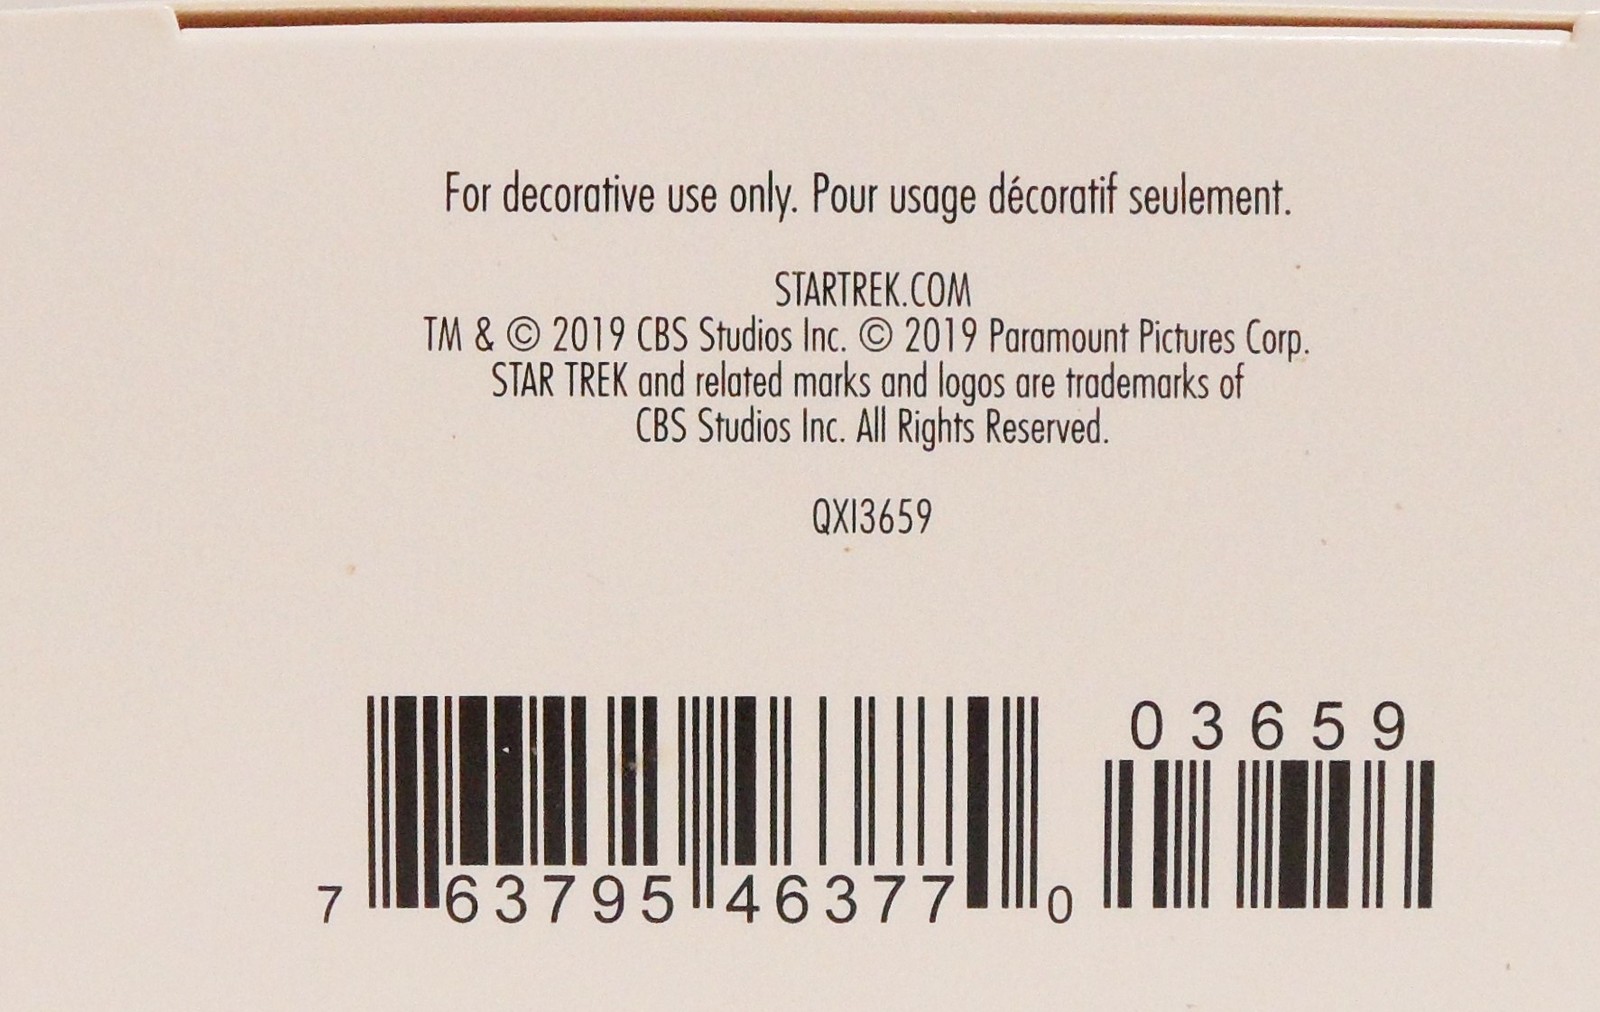 For decorative use only. Pour usage décoratif seulement.
STARTREK.COM
TM & © 2019 CBS Studios Inc. © 2019 Paramount Pictures Corp.
STAR TREK and related marks and logos are trademarks of
CBS Studios Inc. All Rights Reserved.
QXI3659
03659
7 63795 46377 0